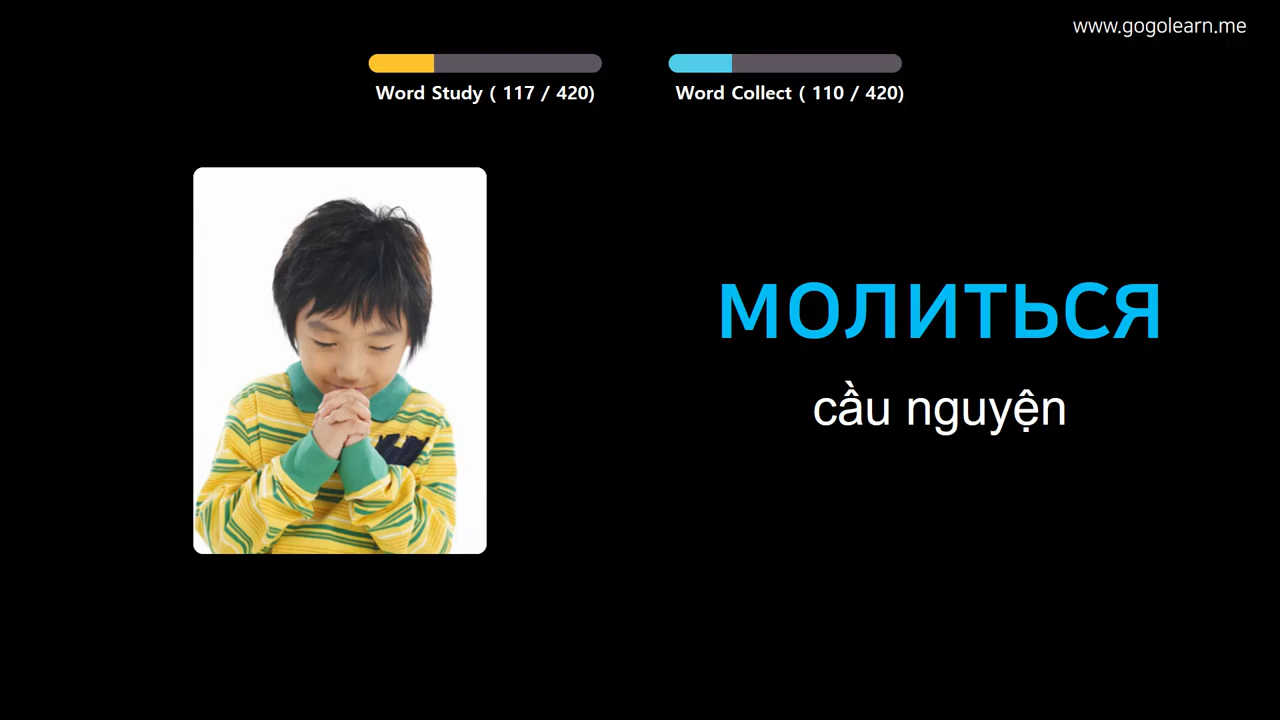 www.gogolearn.me
Word Study ( 117 / 420)
Word Collect ( 110 / 420)
молиться
cầu nguyện